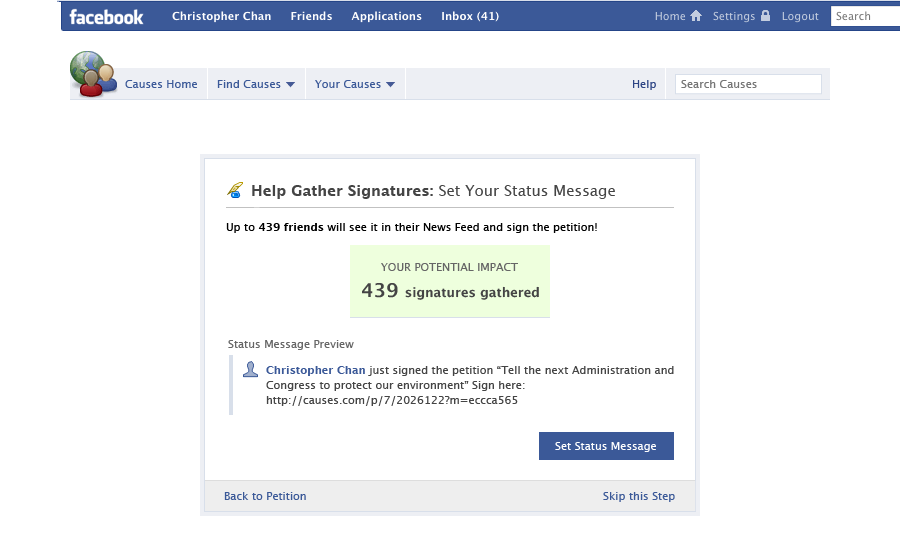 facebook Christopher Chan Friends Applications Inbox (41) Home Settings Logout Search
Causes Home Find Causes Your Causes Help Search Causes
Help Gather Signatures: Set Your Status Message
Up to 439 friends will see it in their News Feed and sign the petition!
YOUR POTENTIAL IMPACT
439 signatures gathered
Status Message Preview
Christopher Chan just signed the petition “Tell the next Administration and
Congress to protect our environment” Sign here:
http://causes.com/p/7/2026122?m=eccca565
Set Status Message
Back to Petition Skip this Step